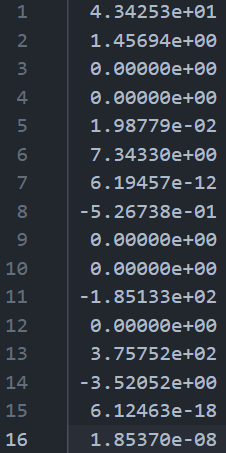 1 4.34253e+01
2 1.45694e+00
3 0.00000e+00
4 0.00000e+00
5 1.98779e-02
6 7.34330e+00
7 6.19457e-12
8 -5.26738e-01
9 0.00000e+00
10 0.00000e+00
11 -1.85133e+02
12 0.00000e+00
13 3.75752e+02
14 -3.52052e+00
15 6.12463e-18
16 1.85370e-08